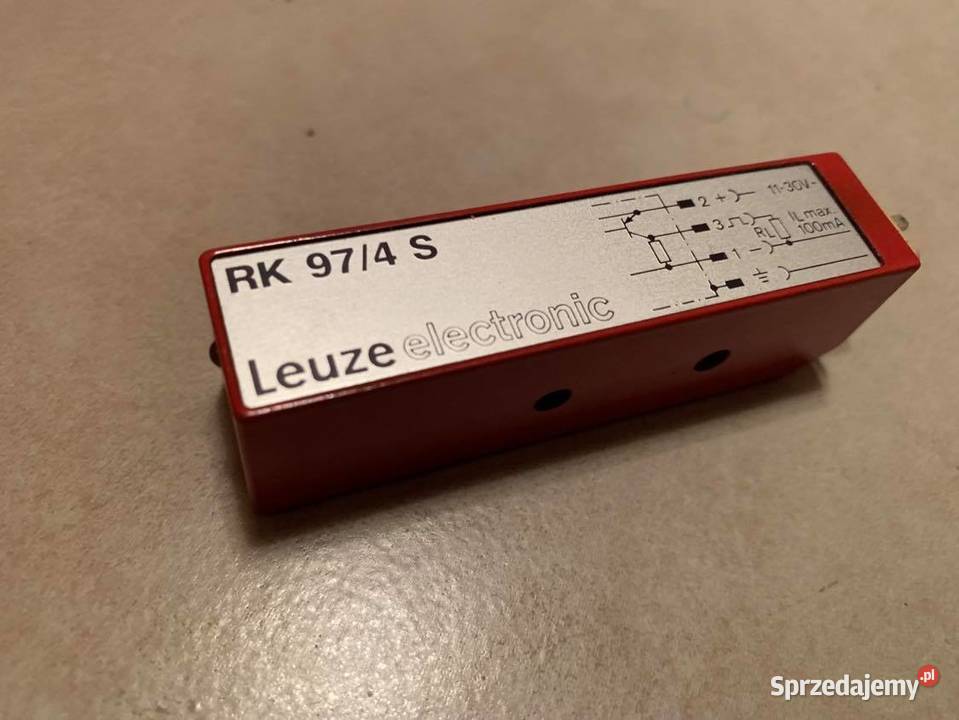 RK 97/4 S
Leuze electronic
2 + 11-30V-
3 RL IL max. 100mA
1 -
Sprzedajemy.pl